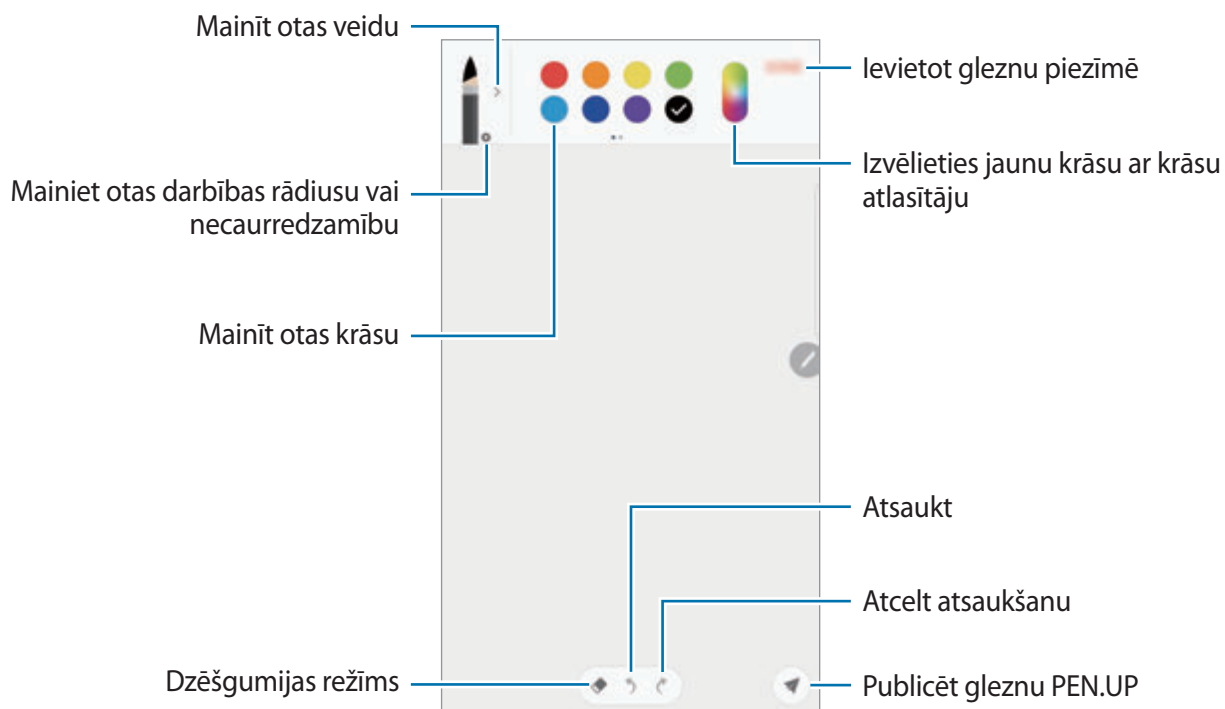 Mainīt otas veidu
Ievietot gleznu piezīmē
Izvēlieties jaunu krāsu ar krāsu
atlasītāju
Mainiet otas darbības rādiusu vai
necaurredzamību
Mainīt otas krāsu
Atsaukt
Atcelt atsaukšanu
Dzēšgumijas režīms
Publicēt gleznu PEN.UP